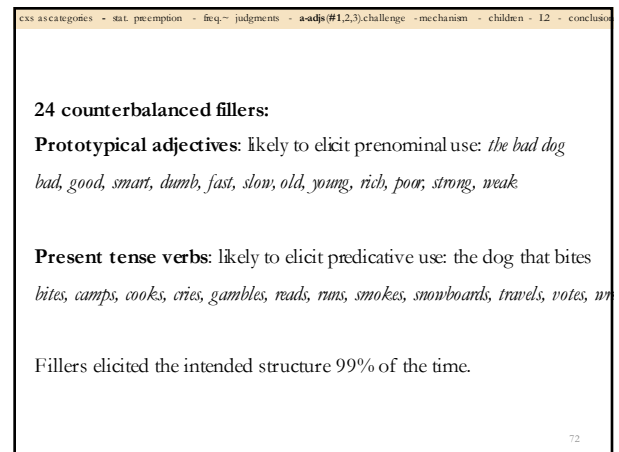 cxs as categories - stat. preemption - freq.~ judgments - a-adjs(#1,2,3).challenge - mechanism - children - L2 - conclusion
24 counterbalanced fillers:
Prototypical adjectives: likely to elicit prenominal use: the bad dog
bad, good, smart, dumb, fast, slow, old, young, rich, poor, strong, weak
Present tense verbs: likely to elicit predicative use: the dog that bites
bites, camps, cooks, cries, gambles, reads, runs, smokes, snowboards, travels, votes,
Fillers elicited the intended structure 99% of the time.
72